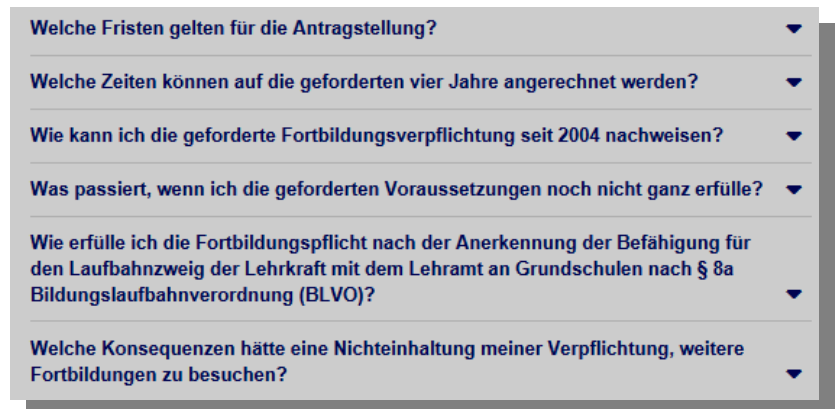 Welche Fristen gelten für die Antragstellung?
Welche Zeiten können auf die geforderten vier Jahre angerechnet werden?
Wie kann ich die geforderte Fortbildungsverpflichtung seit 2004 nachweisen?
Was passiert, wenn ich die geforderten Voraussetzungen noch nicht ganz erfülle?
Wie erfülle ich die Fortbildungspflicht nach der Anerkennung der Befähigung für
den Laufbahnzweig der Lehrkraft mit dem Lehramt an Grundschulen nach § 8a
Bildungslaufbahnverordnung (BLVO)?
Welche Konsequenzen hätte eine Nichteinhaltung meiner Verpflichtung, weitere
Fortbildungen zu besuchen?